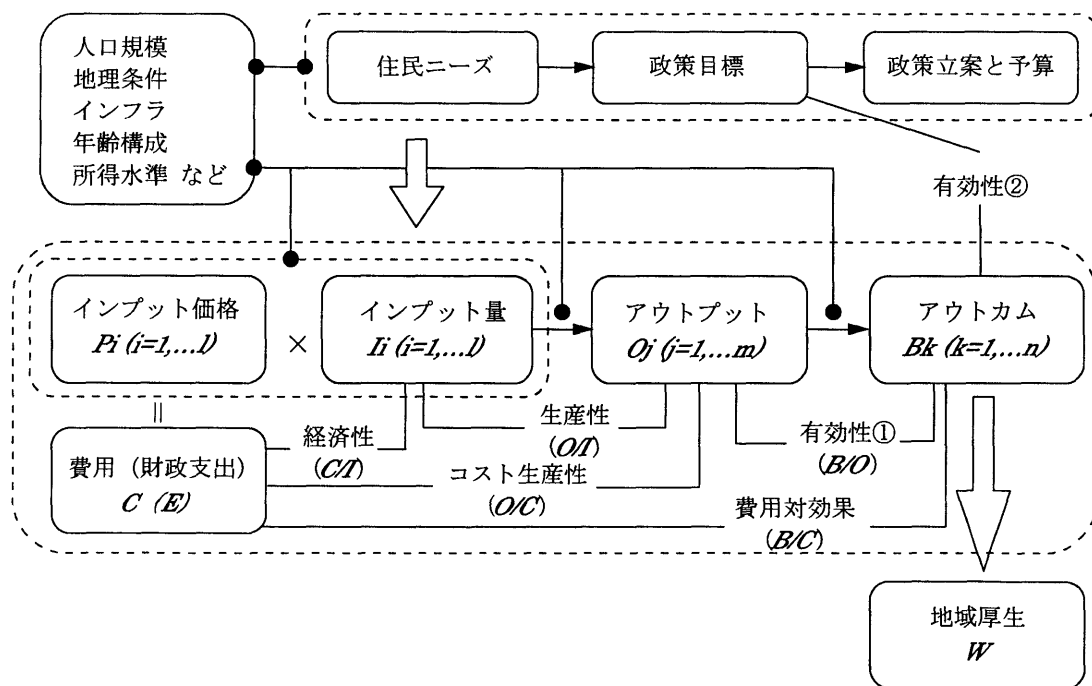 人口規模
地理条件
インフラ
年齢構成
所得水準 など
住民ニーズ
政策目標
政策立案と予算
有効性②
インプット価格
Pi (i=1,...l)
×
インプット量
Ii (i=1,...l)
アウトプット
Oj (j=1,...m)
アウトカム
Bk (k=1,...n)
=
費用（財政支出）
C (E)
経済性
(C/I)
生産性
(O/I)
コスト生産性
(O/C)
有効性①
(B/O)
費用対効果
(B/C)
地域厚生
W